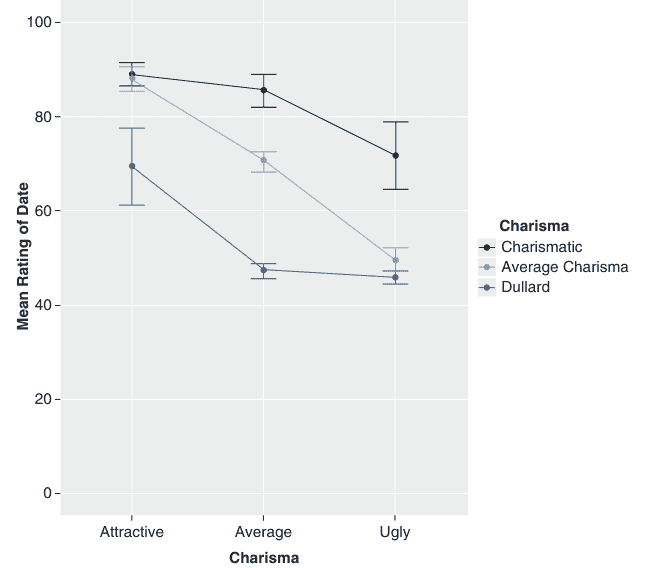 100
80
60
40
20
0
Mean Rating of Date
Attractive Average Ugly
Charisma
Charisma
Charismatic
Average Charisma
Dullard